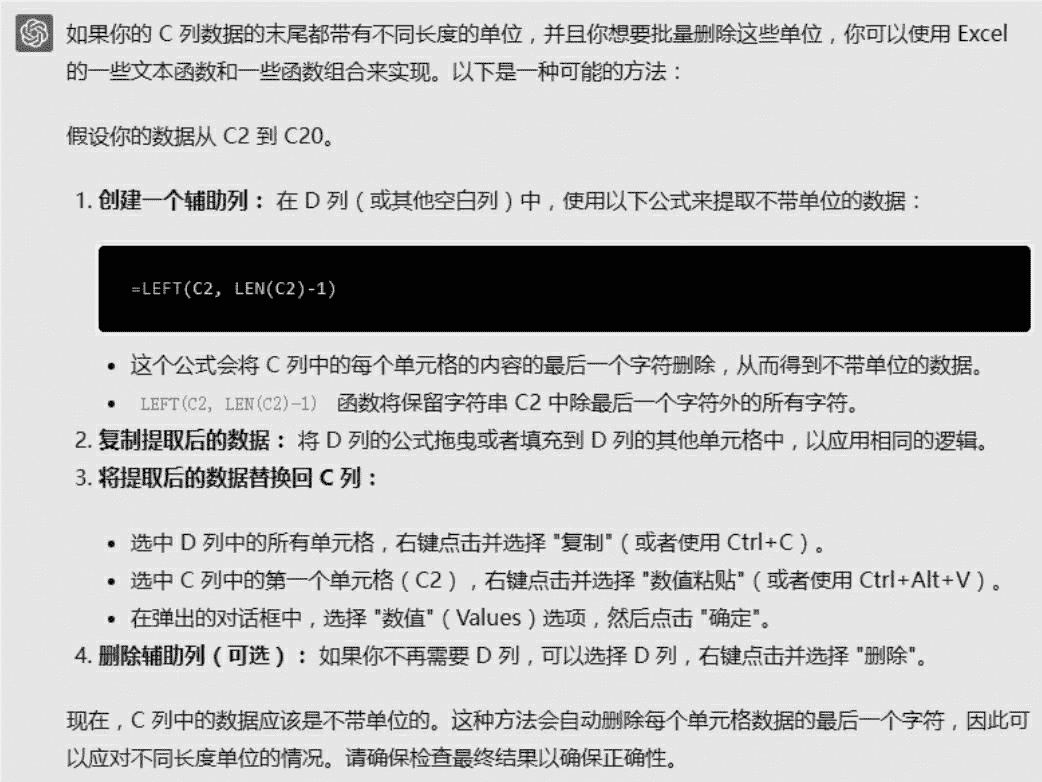 如果你的 C 列数据的末尾都带有不同长度的单位，并且你想要批量删除这些单位，你可以使用 Excel
的一些文本函数和一些函数组合来实现。以下是一种可能的方法：
假设你的数据从 C2 到 C20。
1. 创建一个辅助列： 在 D 列（或其他空白列）中，使用以下公式来提取不带单位的数据：
=LEFT(C2, LEN(C2)-1)
• 这个公式会将 C 列中的每个单元格的内容的最后一个字符删除，从而得到不带单位的数据。
• LEFT(C2, LEN(C2)-1) 函数将保留字符串 C2 中除最后一个字符外的所有字符。
2. 复制提取后的数据： 将 D 列的公式拖曳或者填充到 D 列的其他单元格中，以应用相同的逻辑。
3. 将提取后的数据替换回 C 列：
• 选中 D 列中的所有单元格，右键点击并选择 "复制"（或者使用 Ctrl+C）。
• 选中 C 列中的第一个单元格（C2），右键点击并选择 "数值粘贴"（或者使用 Ctrl+Alt+V）。
• 在弹出的对话框中，选择 "数值"（Values）选项，然后点击 "确定"。
4. 删除辅助列（可选）： 如果你不再需要 D 列，可以选择 D 列，右键点击并选择 "删除"。
现在，C 列中的数据应该是不带单位的。这种方法会自动删除每个单元格数据的最后一个字符，因此可
以应对不同长度单位的情况。请确保检查最终结果以确保正确性。